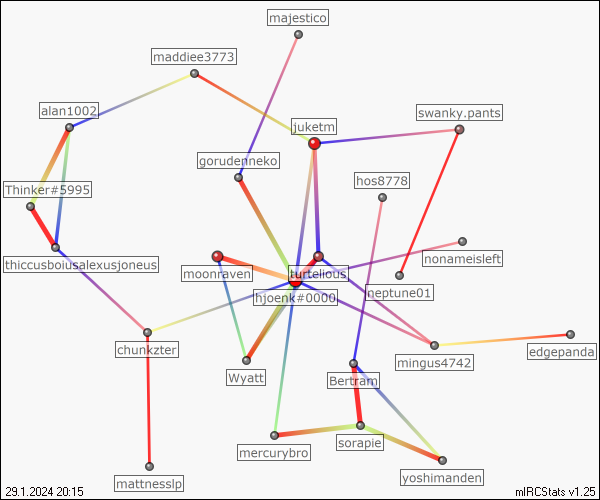 majestico
maddiee3773
alan1002
swanky.pants
juketm
gorudenneko
hos8778
Thinker#5995
nonameisleft
thiccusboiusalexusjoneus
moonraven
turtelious
neptune01
hjoenk#0000
chunkzter
edgepanda
mingus4742
Wyatt
Bertram
mercurybro
sorapie
yoshimanden
mattnesslp
29.1.2024 20:15
mIRCStats v1.25